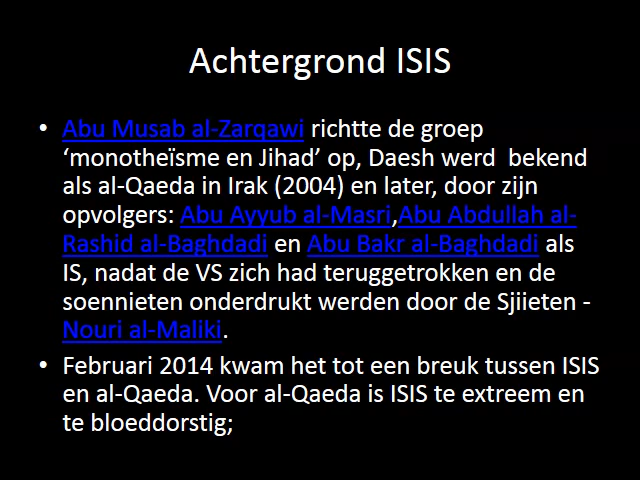 Achtergrond ISIS
• Abu Musab al-Zarqawi richtte de groep
‘monotheïsme en Jihad’ op, Daesh werd  bekend
als al-Qaeda in Irak (2004) en later, door zijn
opvolgers: Abu Ayyub al-Masri,Abu Abdullah al-
Rashid al-Baghdadi en Abu Bakr al-Baghdadi als
IS, nadat de VS zich had teruggetrokken en de
soennieten onderdrukt werden door de Sjiieten -
Nouri al-Maliki.
• Februari 2014 kwam het tot een breuk tussen ISIS
en al-Qaeda. Voor al-Qaeda is ISIS te extreem en
te bloeddorstig;